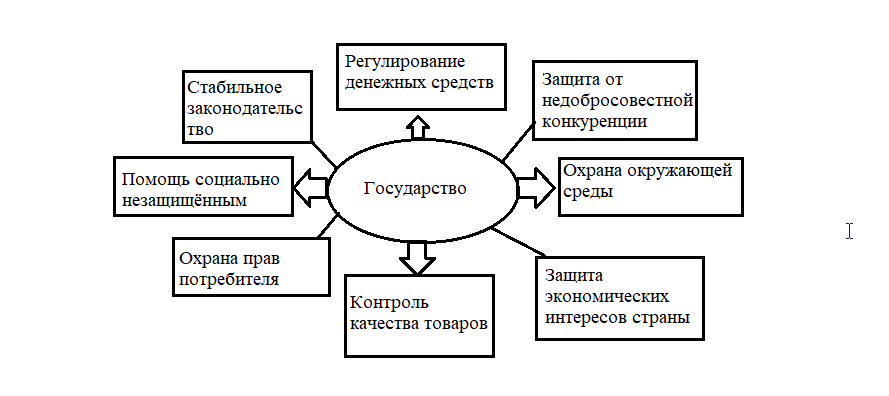 Регулирование
денежных средств
Стабильное
законодательс
тво
Защита от
недобросовестной
конкуренции
Помощь социально
незащищённым
Государство
Охрана окружающей
среды
Охрана прав
потребителя
Контроль
качества товаров
Защита
экономических
интересов страны